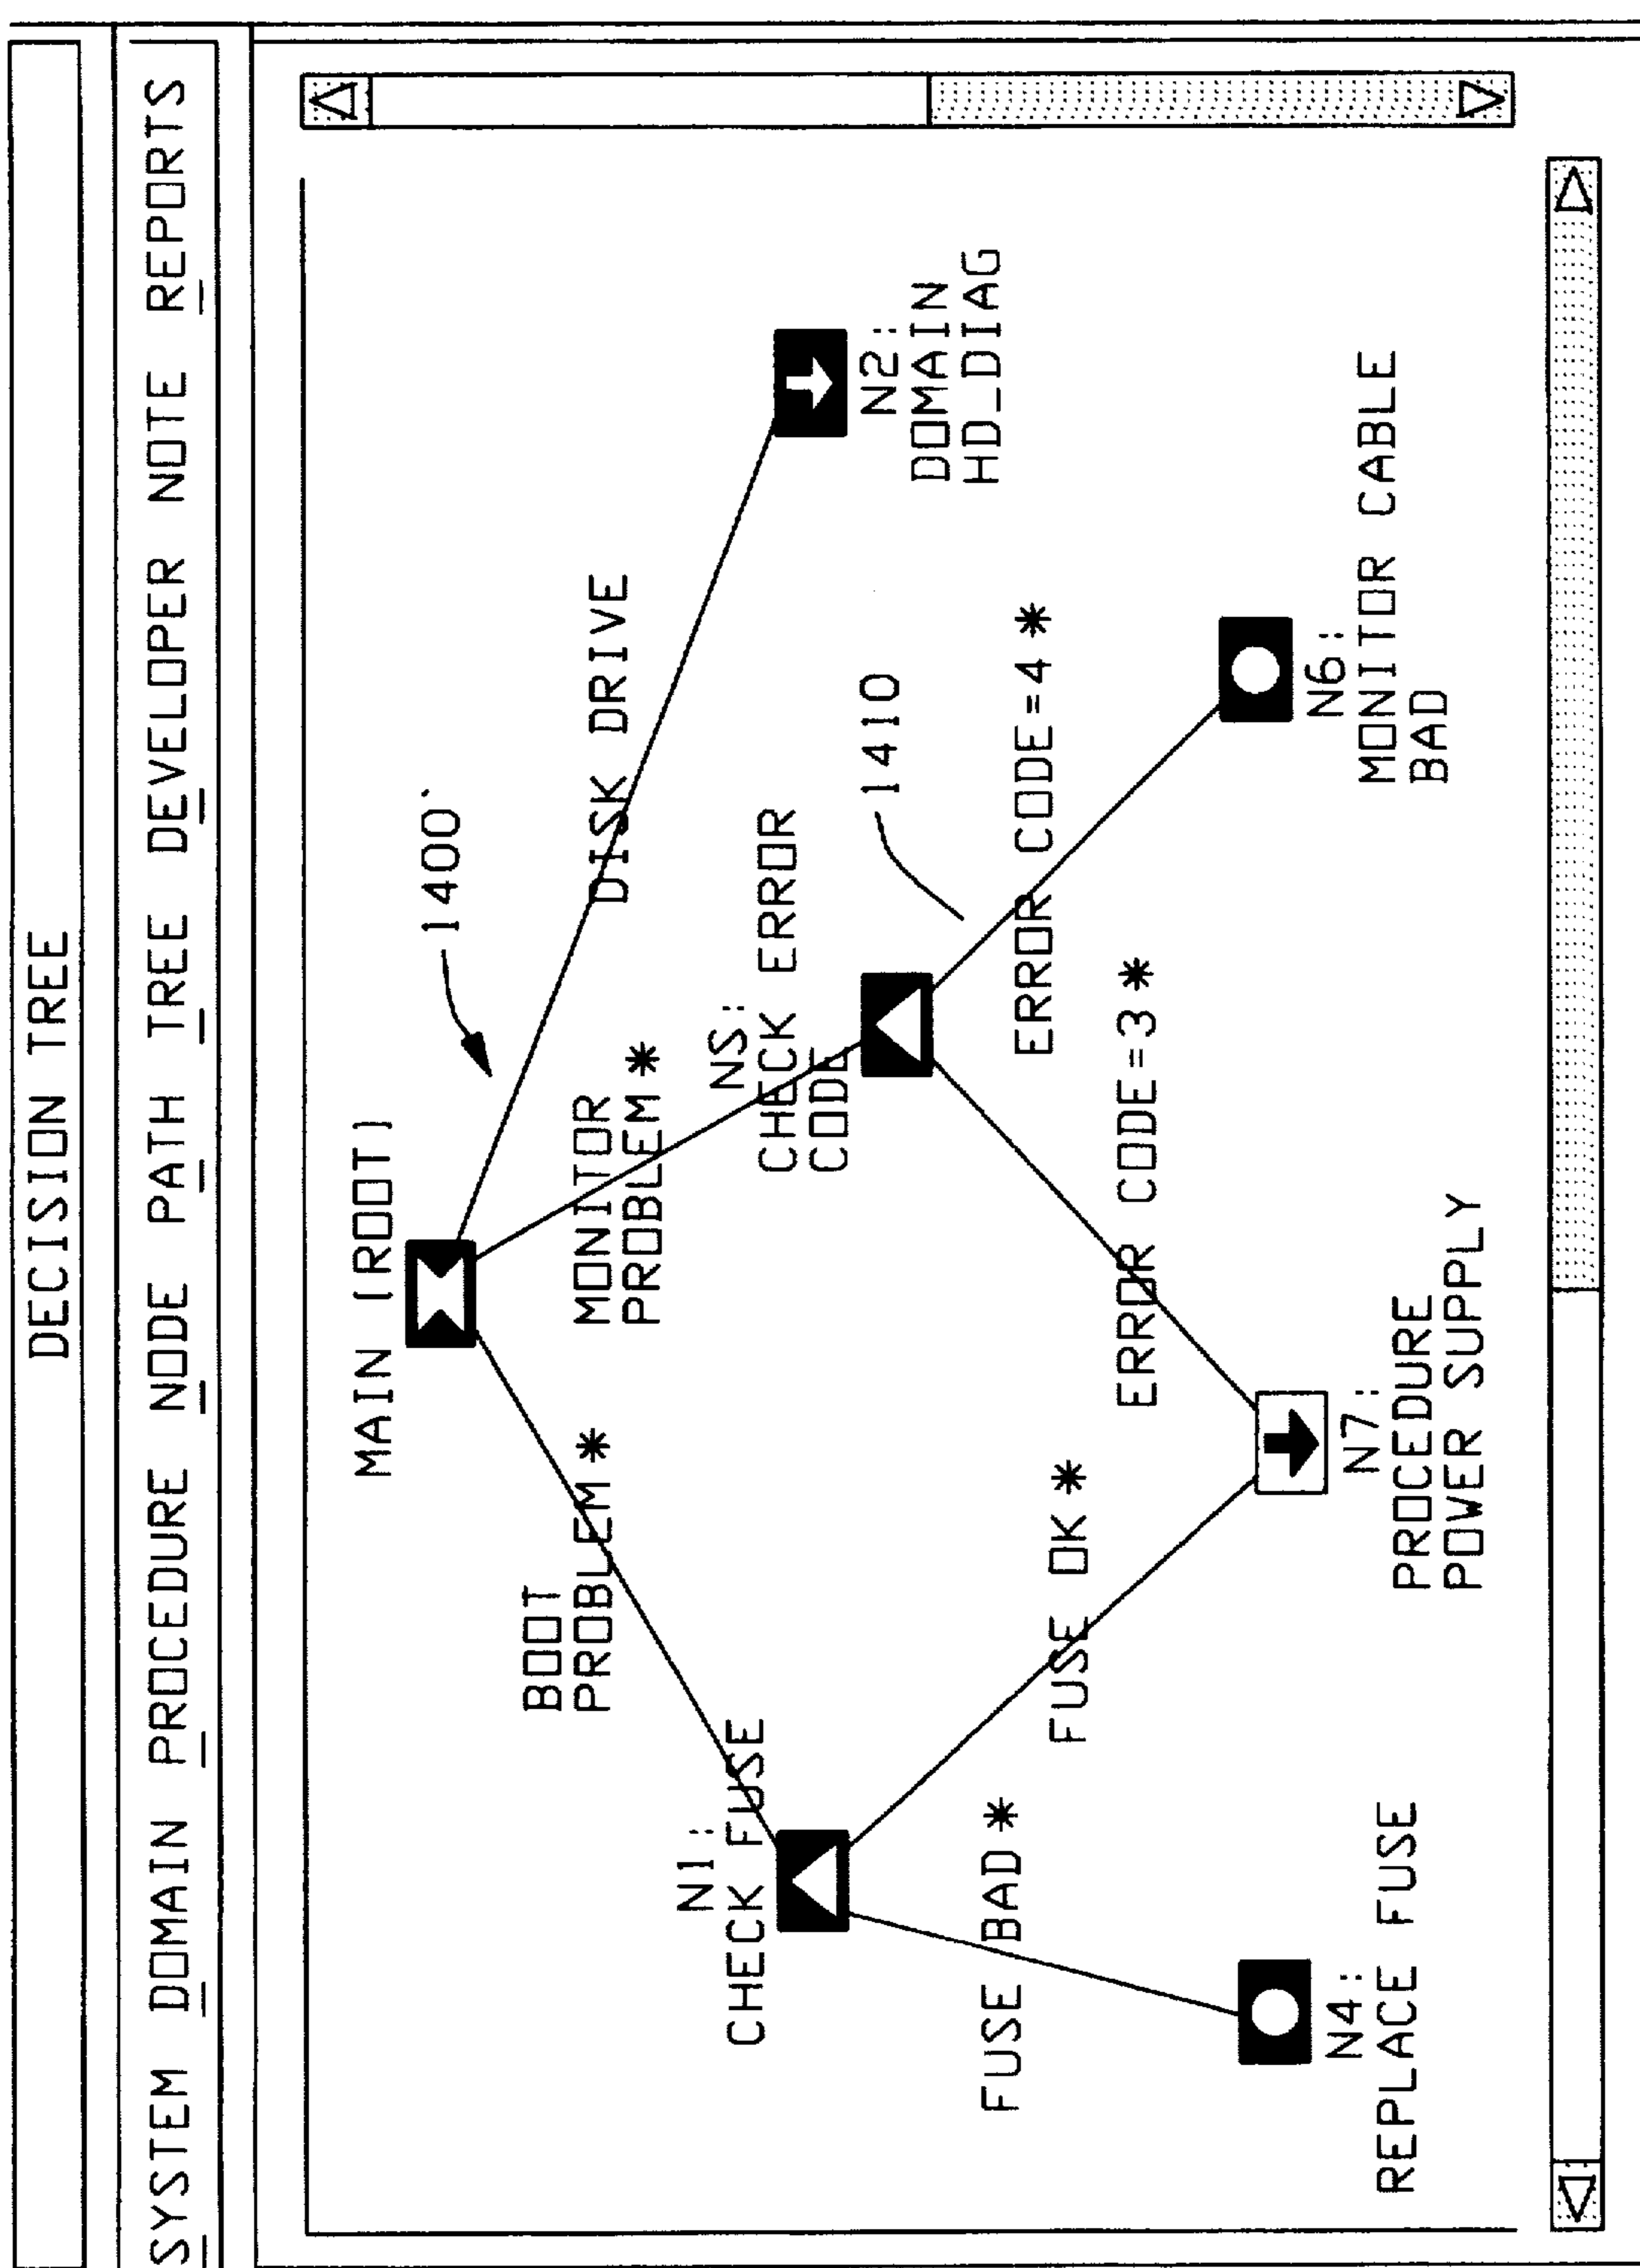 DECISION TREE
SYSTEM DOMAIN PROCEDURE NODE PATH TREE DEVELOPER NOTE REPORTS
MAIN (ROOT)
1400`
BOOT
PROBLEM *
MONITOR
PROBLEM *
DISK DRIVE
N1:
CHECK FUSE
NS:
CHECK ERROR
CODE
N2:
DOMAIN
HD_DIAG
1410
FUSE BAD *
FUSE OK *
ERROR CODE=3 *
ERROR CODE=4 *
N4:
REPLACE FUSE
N7:
PROCEDURE
POWER SUPPLY
N6:
MONITOR CABLE
BAD